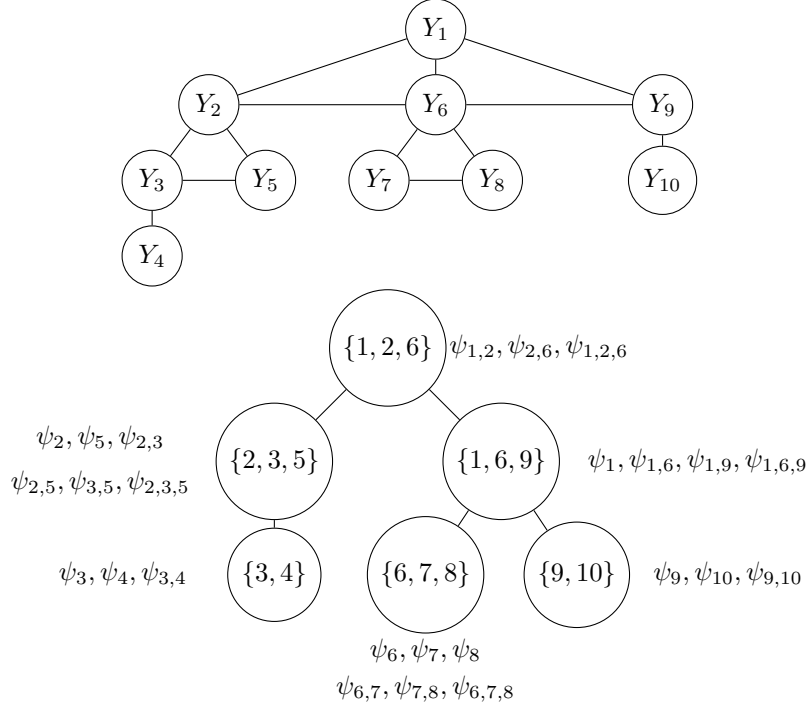 Y₁
Y₂ Y₆ Y₉
Y₃ Y₅ Y₇ Y₈ Y₁₀
Y₄
{1, 2, 6} ψ₁,₂, ψ₂,₆, ψ₁,₂,₆
ψ₂, ψ₅, ψ₂,₃
ψ₂,₅, ψ₃,₅, ψ₂,₃,₅
{2, 3, 5} {1, 6, 9} ψ₁, ψ₁,₆, ψ₁,₉, ψ₁,₆,₉
ψ₃, ψ₄, ψ₃,₄ {3, 4} {6, 7, 8} {9, 10} ψ₉, ψ₁₀, ψ₉,₁₀
ψ₆, ψ₇, ψ₈
ψ₆,₇, ψ₇,₈, ψ₆,₇,₈